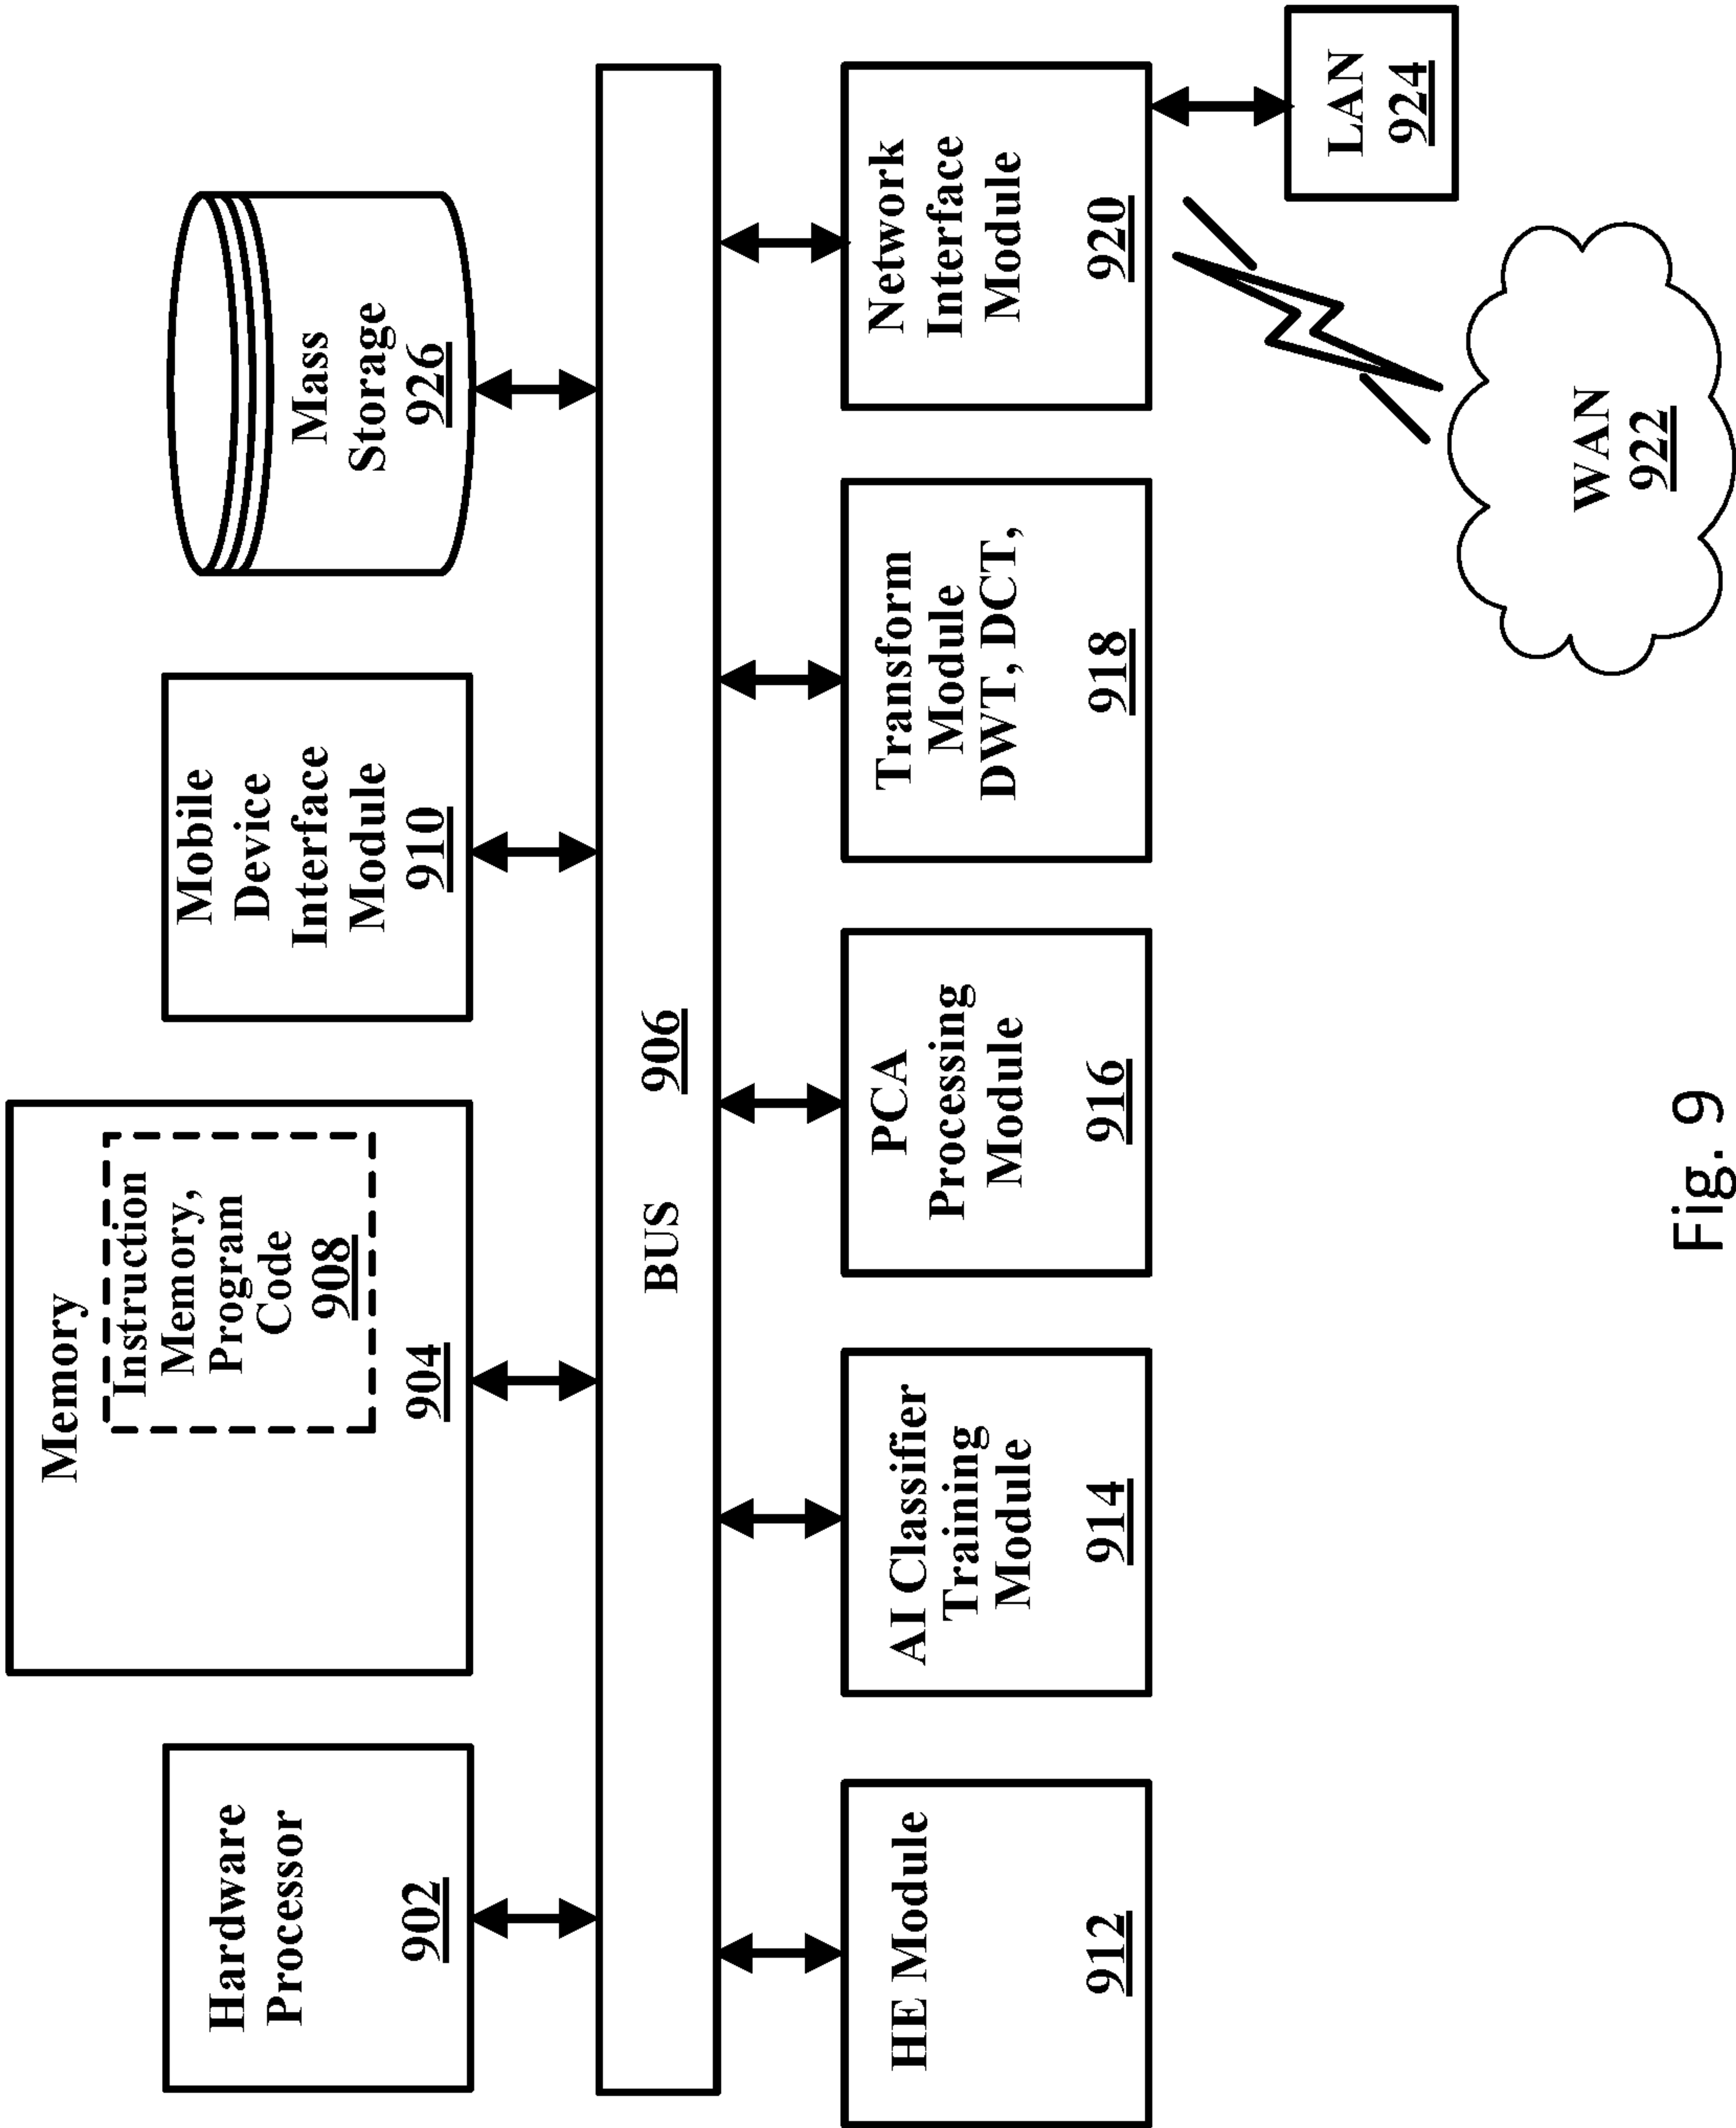 Hardware
Processor
902
Memory
Instruction
Memory,
Program
Code
908
904
Mobile
Device
Interface
Module
910
Mass
Storage
926
BUS 906
HE Module
912
AI Classifier
Training
Module
914
PCA
Processing
Module
916
Transform
Module
DWT, DCT,
918
Network
Interface
Module
920
WAN
922
LAN
924
Fig. 9